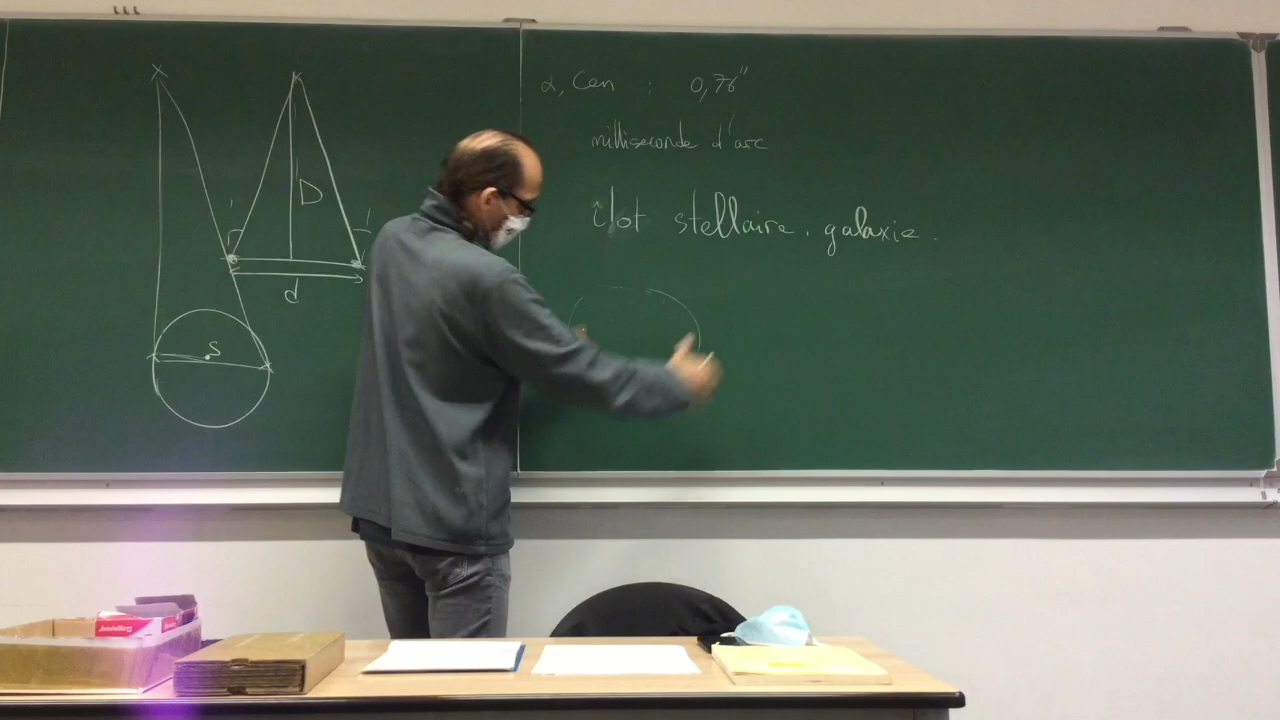 D
d
S
α, Cen : 0,76"
milliseconde d'arc
îlot stellaire. galaxie.